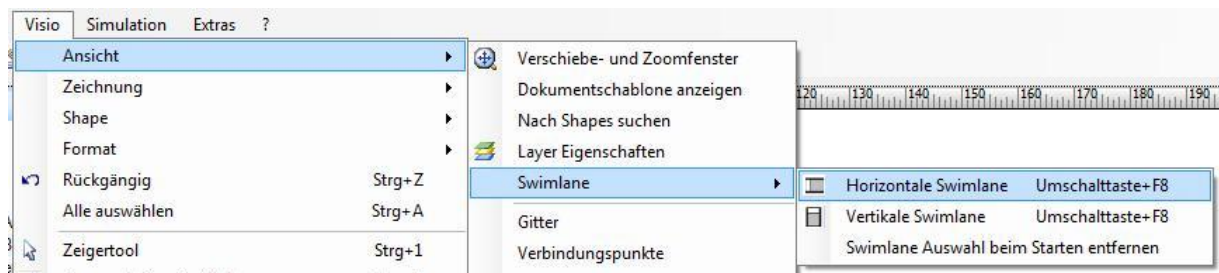 Visio Simulation Extras ?
Ansicht
Zeichnung
Shape
Format
Rückgängig Strg+Z
Alle auswählen Strg+A
Zeigertool Strg+1
Verschiebe- und Zoomfenster
Dokumentschablone anzeigen
Nach Shapes suchen
Layer Eigenschaften
Swimlane
Gitter
Verbindungspunkte
120 130 140 150 160 170 180 190
Horizontale Swimlane Umschalttaste+F8
Vertikale Swimlane Umschalttaste+F8
Swimlane Auswahl beim Starten entfernen